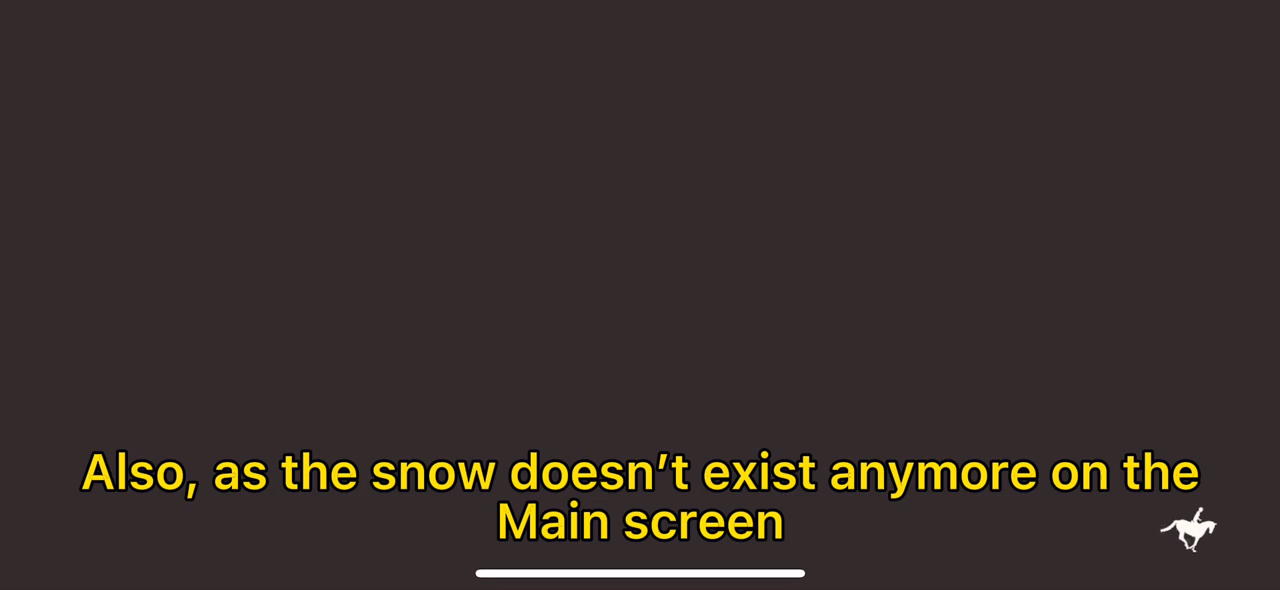 Also, as the snow doesn’t exist anymore on the
Main screen